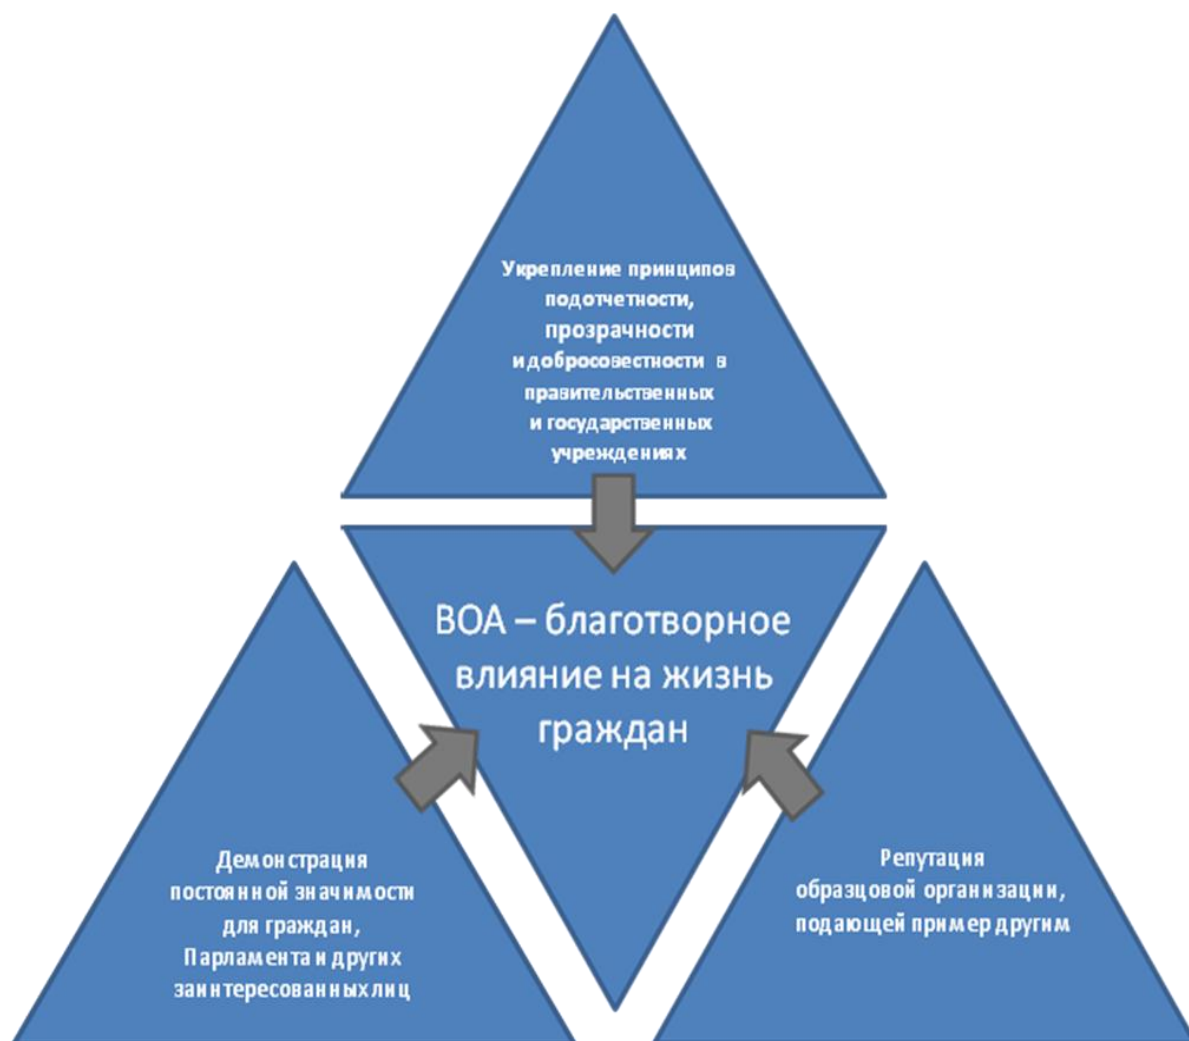 Укрепление принципов
подотчетности,
прозрачности
и добросовестности в
правительственных
и государственных
учреждениях
ВОА – благотворное
влияние на жизнь
граждан
Демонстрация
постоянной значимости
для граждан,
Парламента и других
заинтересованных лиц
Репутация
образцовой организации,
подающей пример другим